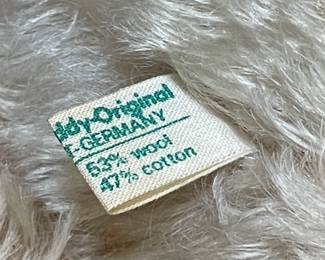 ddy-Original
GERMANY
53% wool
47% cotton